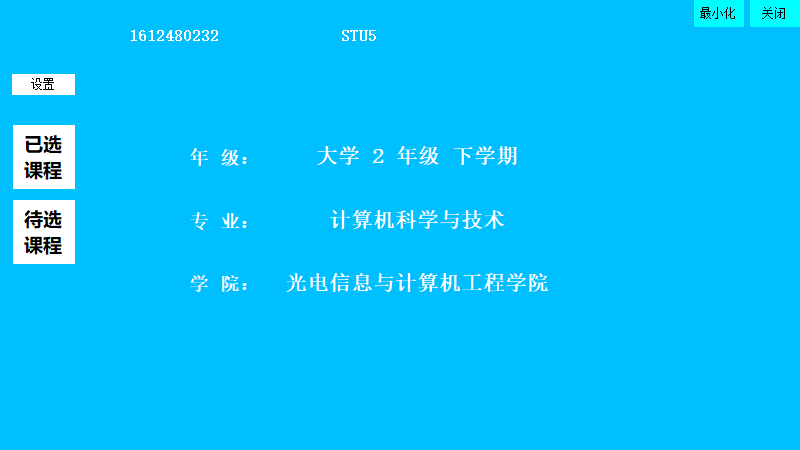 最小化 关闭
1612480232 STU5
设置
已选
课程
待选
课程
年 级： 大学 2 年级 下学期
专 业： 计算机科学与技术
学 院： 光电信息与计算机工程学院